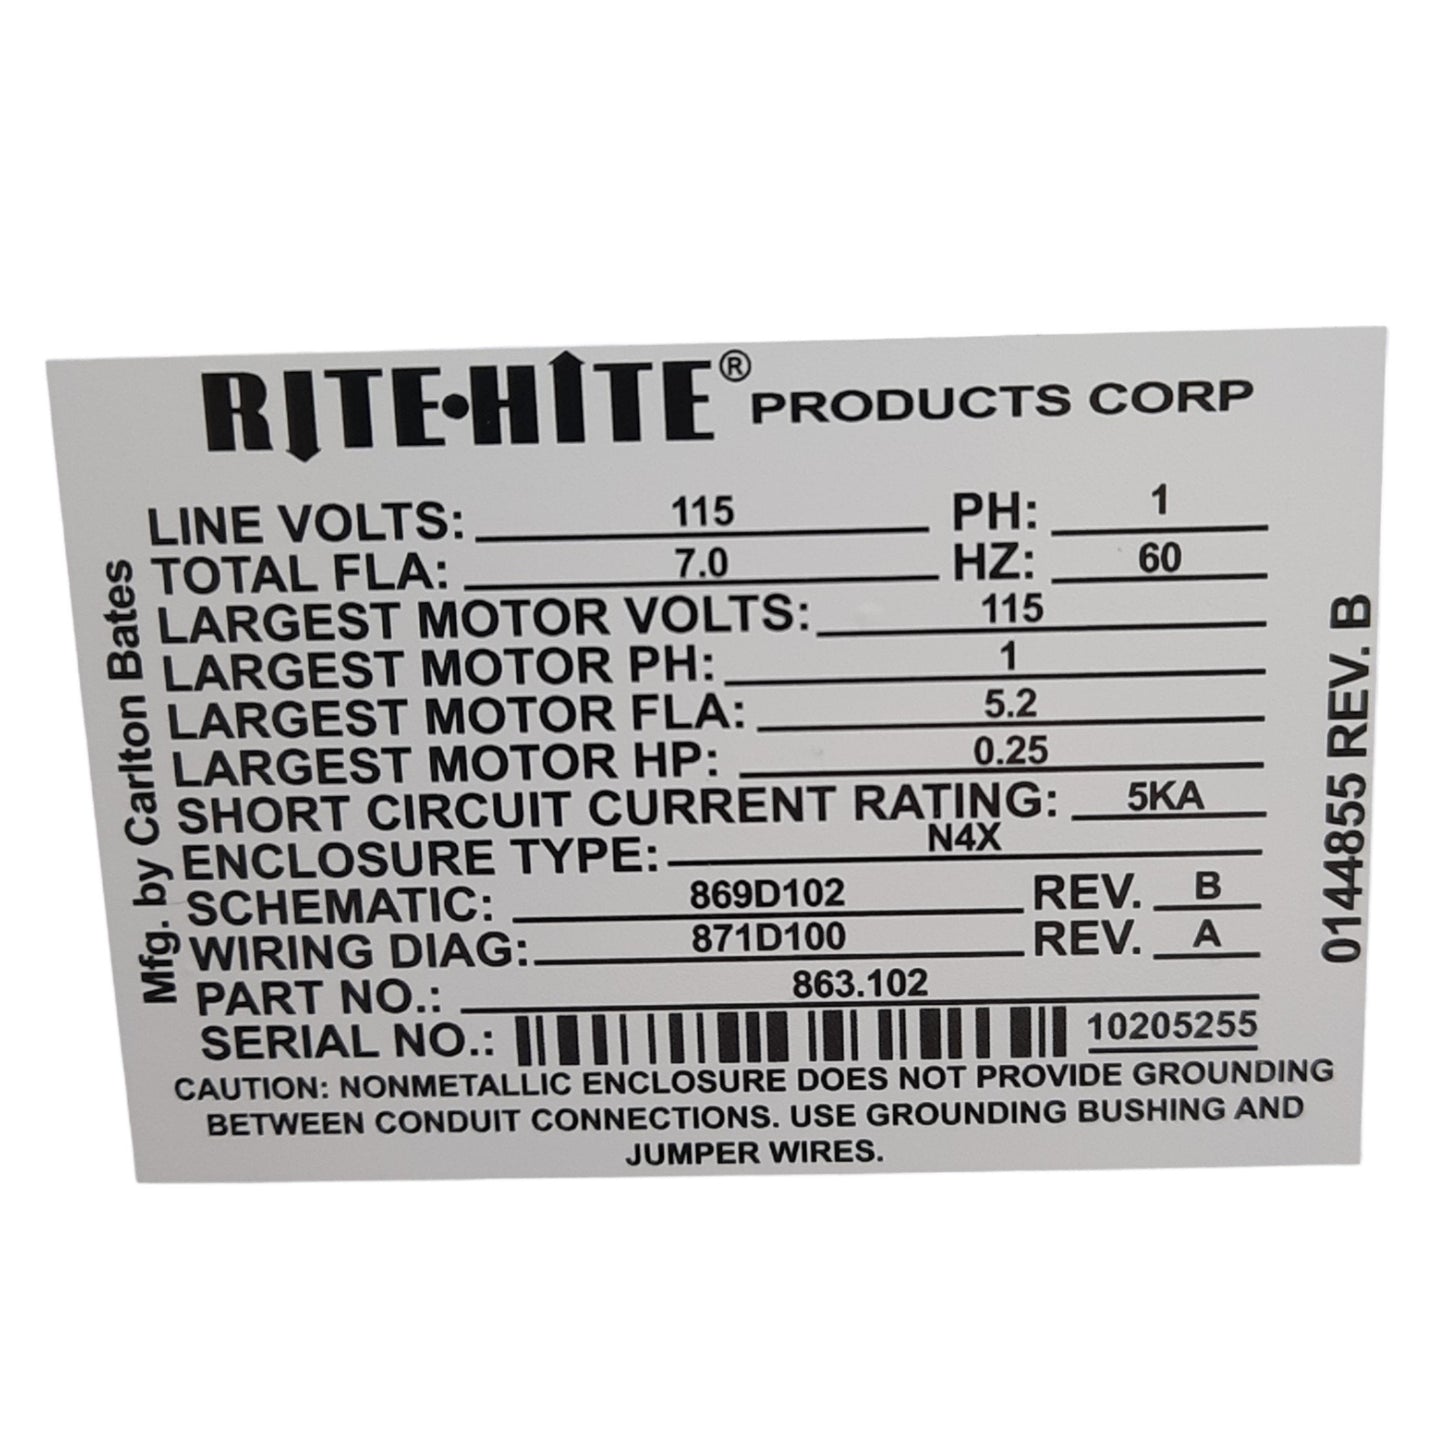 RITE•HITE® PRODUCTS CORP
LINE VOLTS: 115 PH: 1
TOTAL FLA: 7.0 HZ: 60
LARGEST MOTOR VOLTS: 115
LARGEST MOTOR PH: 1
LARGEST MOTOR FLA: 5.2
LARGEST MOTOR HP: 0.25
SHORT CIRCUIT CURRENT RATING: 5KA
ENCLOSURE TYPE: N4X
SCHEMATIC: 869D102 REV. B
WIRING DIAG: 871D100 REV. A
PART NO.: 863.102
SERIAL NO.: 10205255
CAUTION: NONMETALLIC ENCLOSURE DOES NOT PROVIDE GROUNDING
BETWEEN CONDUIT CONNECTIONS. USE GROUNDING BUSHING AND
JUMPER WIRES.
Mfg. by Carlton Bates
0144855 REV. B